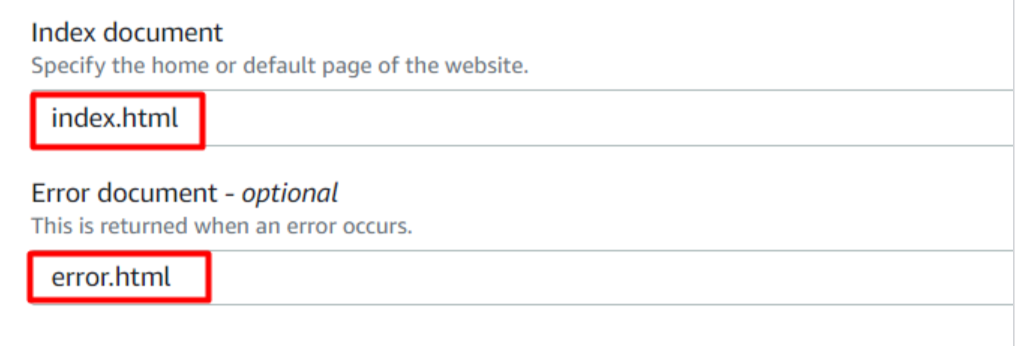 Index document
Specify the home or default page of the website.
index.html
Error document - optional
This is returned when an error occurs.
error.html